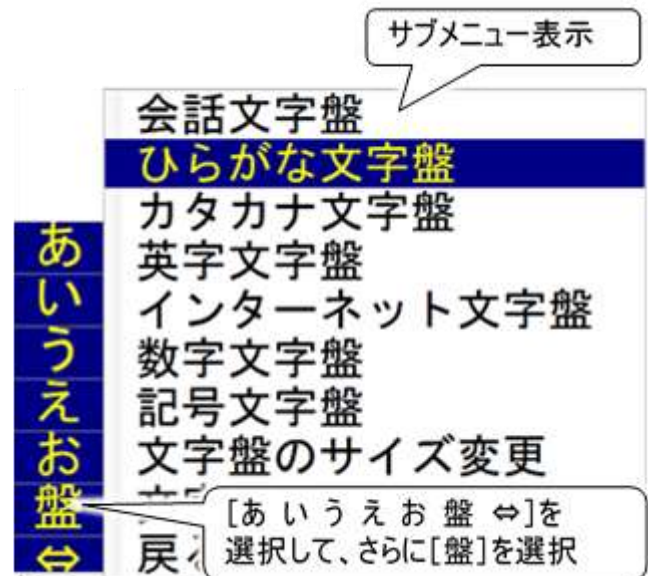 サブメニュー表示
会話文字盤
ひらがな文字盤
カタカナ文字盤
英字文字盤
インターネット文字盤
数字文字盤
記号文字盤
文字盤のサイズ変更
戻
あ
い
う
え
お
盤
⇔
[あ い う え お 盤 ⇔]を
選択して、さらに[盤]を選択